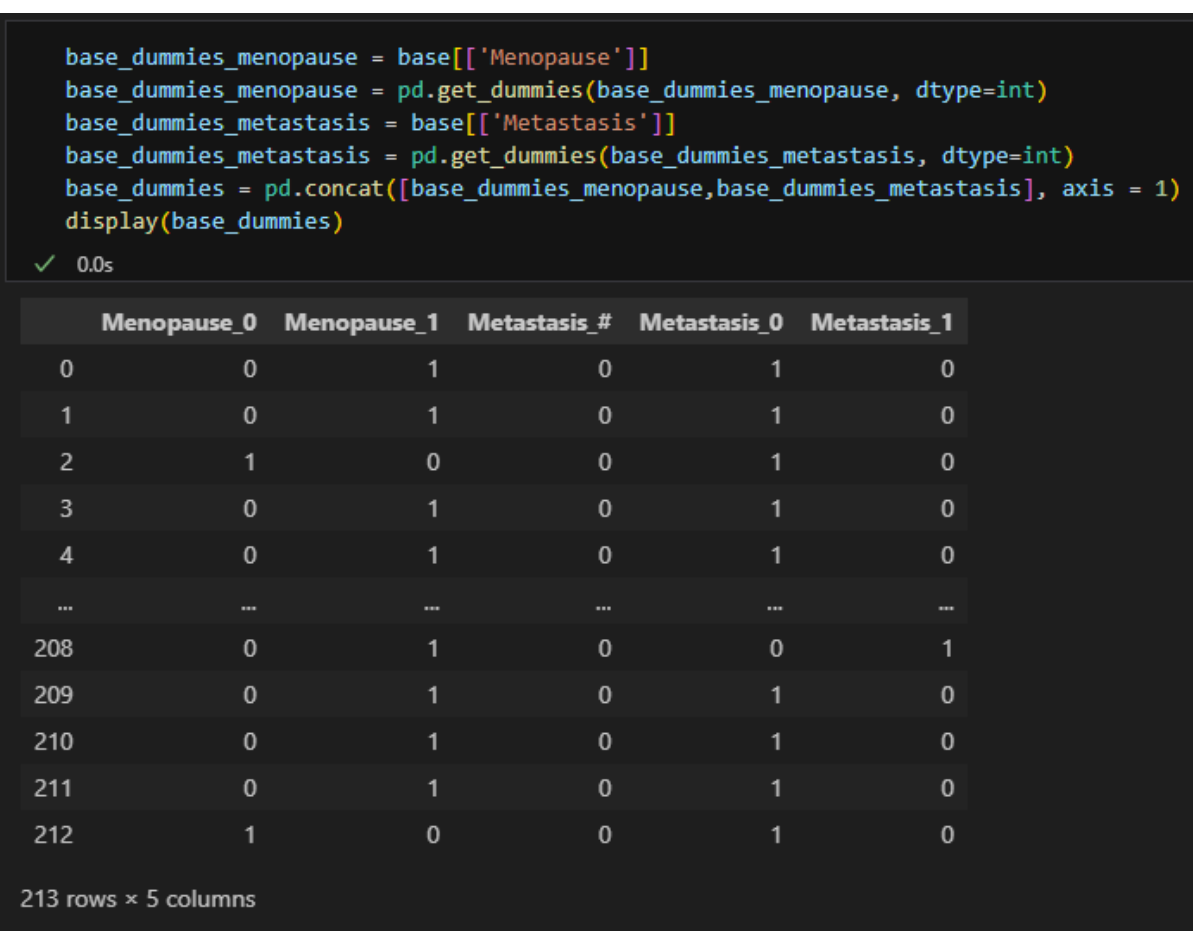 base_dummies_menopause = base[['Menopause']]
base_dummies_menopause = pd.get_dummies(base_dummies_menopause, dtype=int)
base_dummies_metastasis = base[['Metastasis']]
base_dummies_metastasis = pd.get_dummies(base_dummies_metastasis, dtype=int)
base_dummies = pd.concat([base_dummies_menopause,base_dummies_metastasis], axis = 1)
display(base_dummies)
✓ 0.0s
Menopause_0 Menopause_1 Metastasis_# Metastasis_0 Metastasis_1
0 0 1 0 1 0
1 0 1 0 1 0
2 1 0 0 1 0
3 0 1 0 1 0
4 0 1 0 1 0
... ... ... ... ... ...
208 0 1 0 0 1
209 0 1 0 1 0
210 0 1 0 1 0
211 0 1 0 1 0
212 1 0 0 1 0
213 rows × 5 columns